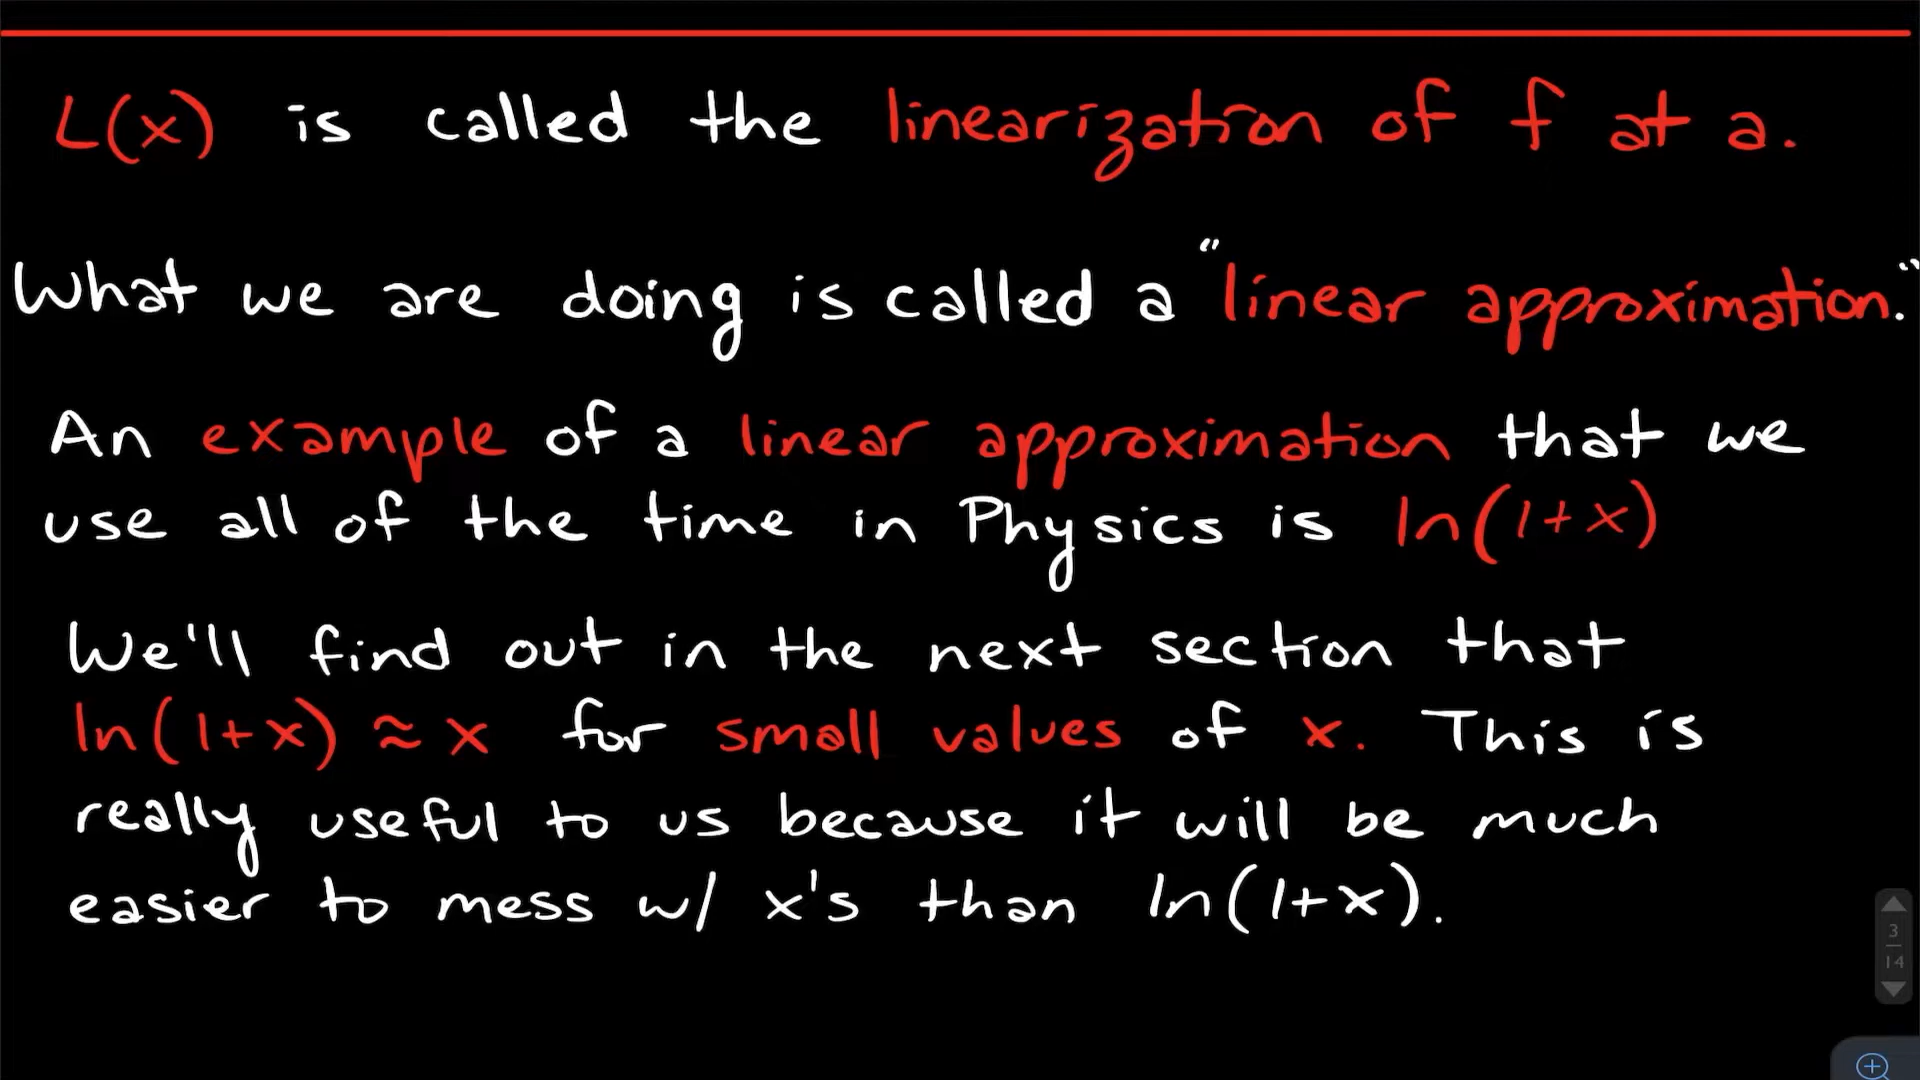 L(x) is called the linearization of f at a.
What we are doing is called a "linear approximation."
An example of a linear approximation that we
use all of the time in Physics is ln(1+x)
We'll find out in the next section that
ln(1+x) ≈ x for small values of x. This is
really useful to us because it will be much
easier to mess w/ x's than ln(1+x).
3
14